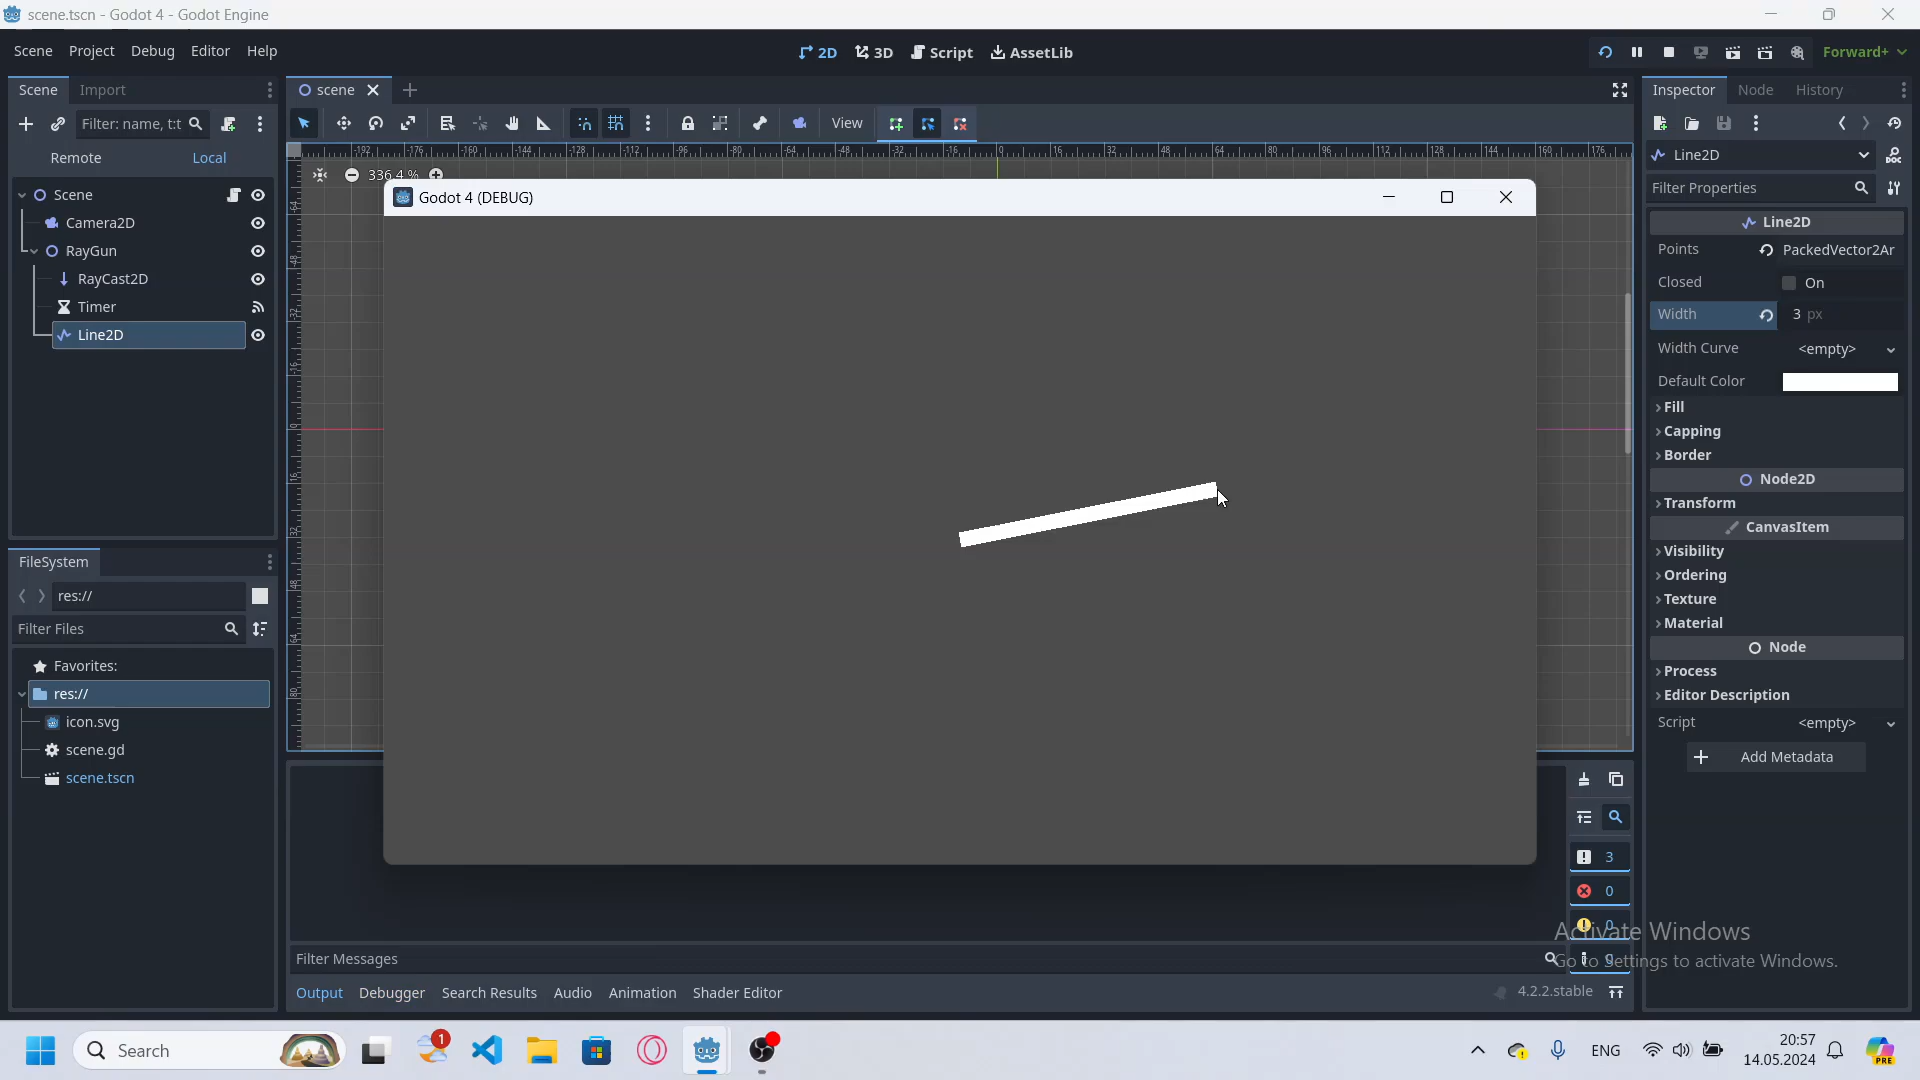 scene.tscn - Godot 4 - Godot Engine
Scene Project Debug Editor Help
2D 3D Script AssetLib
Forward+
Scene Import
scene
Inspector Node History
Filter: name, t:t
View
Remote Local
336.4 %
Line2D
Filter Properties
Scene
Camera2D
RayGun
RayCast2D
Timer
Line2D
Godot 4 (DEBUG)
Line2D
Points PackedVector2Ar
Closed On
Width 3 px
Width Curve <empty>
Default Color
Fill
Capping
Border
Node2D
Transform
CanvasItem
Visibility
Ordering
Texture
Material
Node
Process
Editor Description
Script <empty>
Add Metadata
FileSystem
res://
Filter Files
Favorites:
res://
icon.svg
scene.gd
scene.tscn
3
0
0
Filter Messages
Output Debugger Search Results Audio Animation Shader Editor
4.2.2.stable
Activate Windows
Go to Settings to activate Windows.
Search
1
ENG
20:57
14.05.2024
PRE